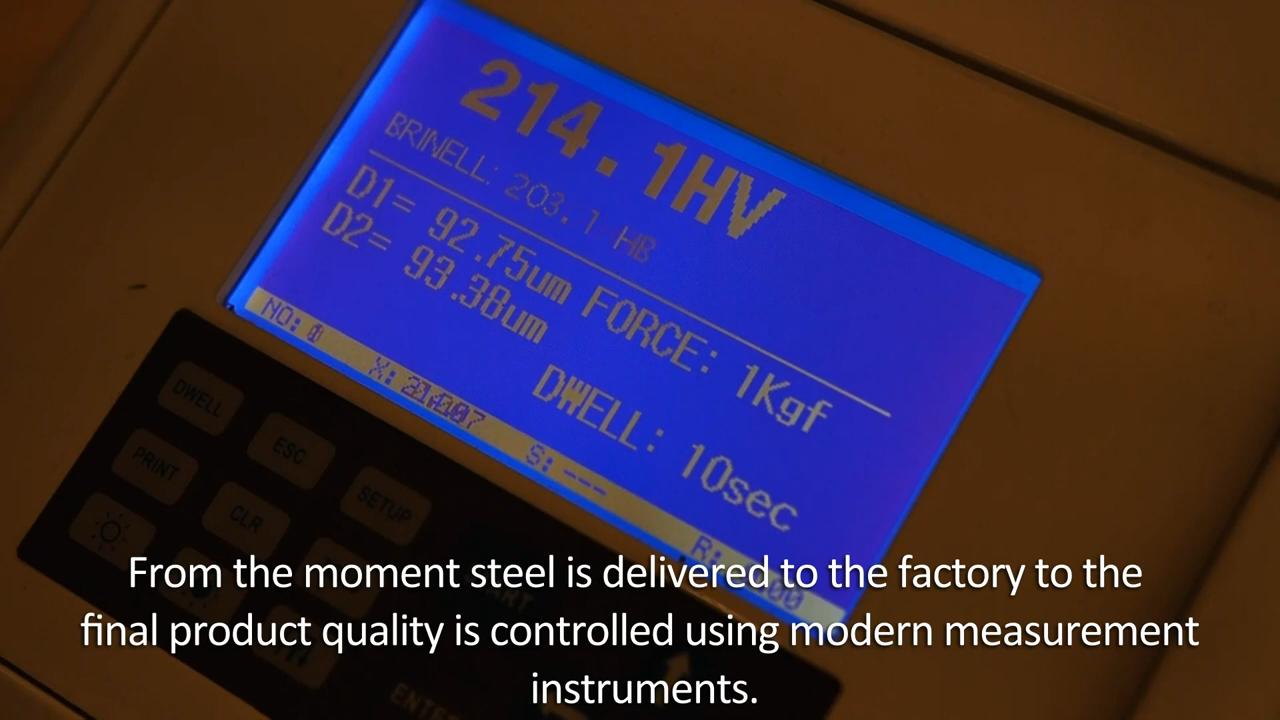 214.1HV
BRINELL: 203.1 HB
D1= 92.75um FORCE: 1Kgf
D2= 93.38um
DWELL: 10sec
NO:
X:
S: ---
R:
DWELL
ESC
SETUP
PRINT
CLR
From the moment steel is delivered to the factory to the
final product quality is controlled using modern measurement
instruments.